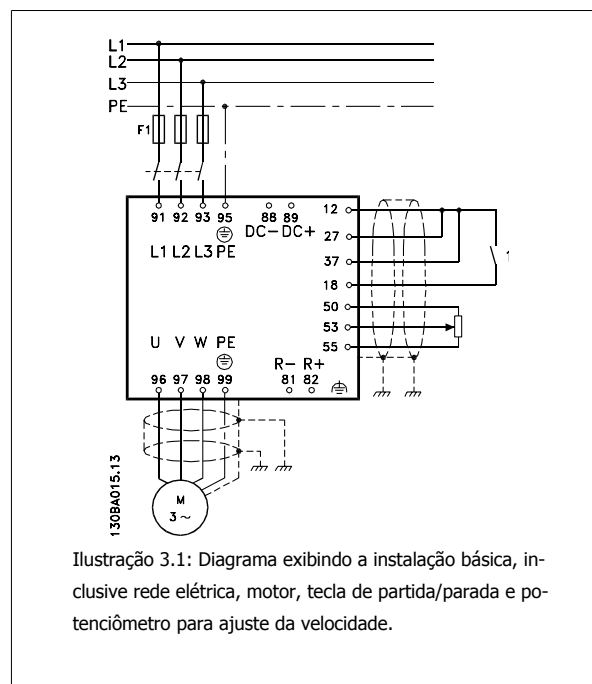 L1
L2
L3
PE
F1
91 92 93 95 88 89
DC- DC+
L1 L2 L3 PE
12
27
37
18
50
53
55
U V W PE
R- R+
96 97 98 99 81 82
M
3 ~
130BA015.13
Ilustração 3.1: Diagrama exibindo a instalação básica, in-
clusive rede elétrica, motor, tecla de partida/parada e po-
tenciômetro para ajuste da velocidade.